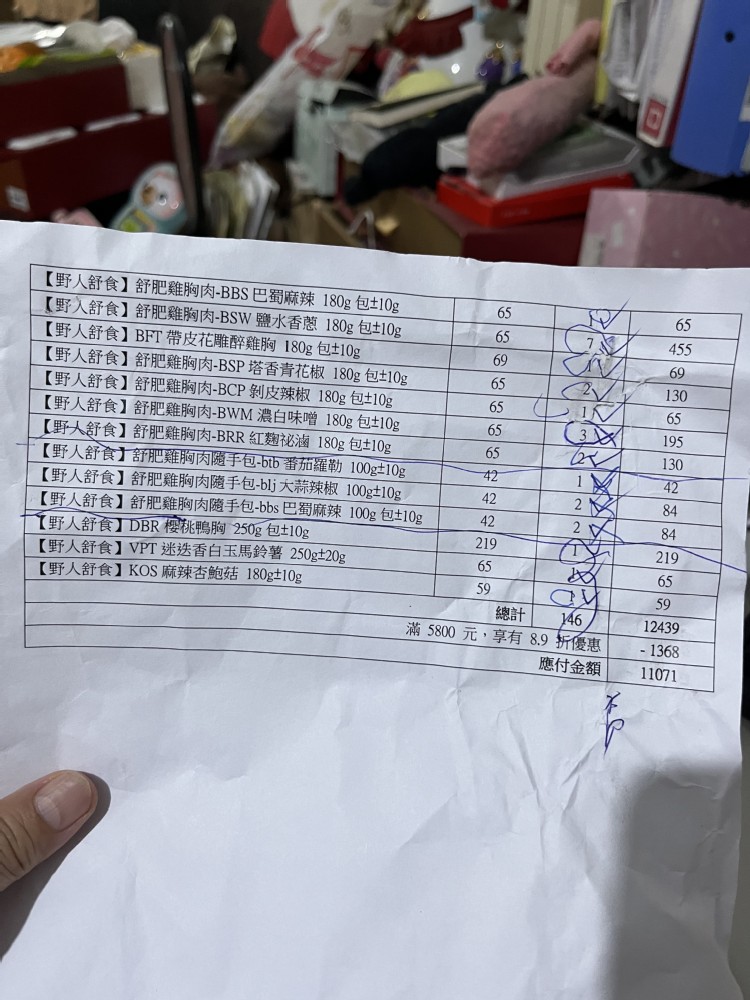 【野人舒食】舒肥雞胸肉-BBS 巴蜀麻辣 180g 包±10g 65 65
【野人舒食】舒肥雞胸肉-BSW 鹽水香蔥 180g 包±10g 65 7 455
【野人舒食】BFT 帶皮花雕醉雞胸 180g 包±10g 69 1 69
【野人舒食】舒肥雞胸肉-BSP 塔香青花椒 180g 包±10g 65 2 130
【野人舒食】舒肥雞胸肉-BCP 剝皮辣椒 180g 包±10g 65 1 65
【野人舒食】舒肥雞胸肉-BWM 濃白味噌 180g 包±10g 65 3 195
【野人舒食】舒肥雞胸肉-BRR 紅麴祕滷 180g 包±10g 65 2 130
【野人舒食】舒肥雞胸肉隨手包-btb 番茄羅勒 100g±10g 42 1 42
【野人舒食】舒肥雞胸肉隨手包-blj 大蒜辣椒 100g±10g 42 2 84
【野人舒食】舒肥雞胸肉隨手包-bbs 巴蜀麻辣 100g 包±10g 42 2 84
【野人舒食】DBR 櫻桃鴨胸 250g 包±10g 219 1 219
【野人舒食】VPT 迷迭香白玉馬鈴薯 250g±20g 65 65
【野人舒食】KOS 麻辣杏鮑菇 180g±10g 59 1 59
總計 146 12439
滿 5800 元，享有 8.9 折優惠 - 1368
應付金額 11071